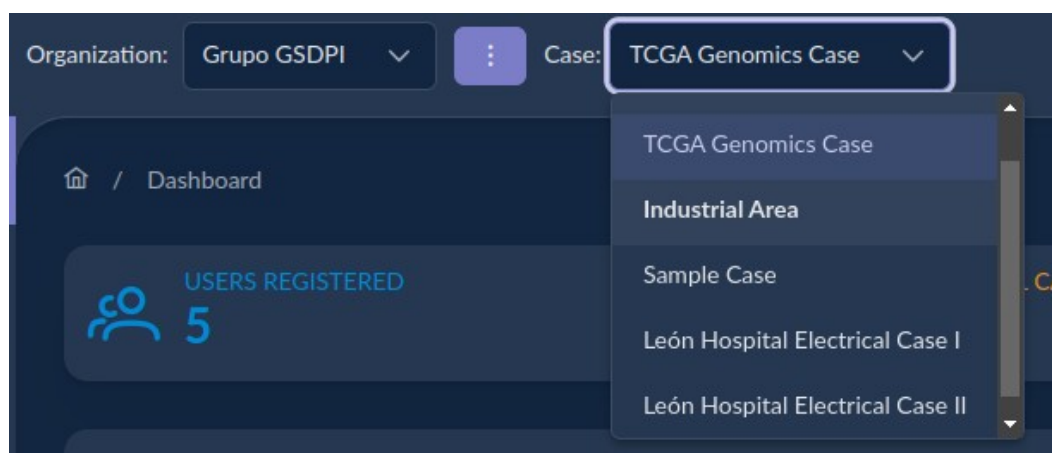 Organization: Grupo GSDPI Case: TCGA Genomics Case
TCGA Genomics Case
/ Dashboard
Industrial Area
USERS REGISTERED
5
Sample Case
León Hospital Electrical Case I
León Hospital Electrical Case II